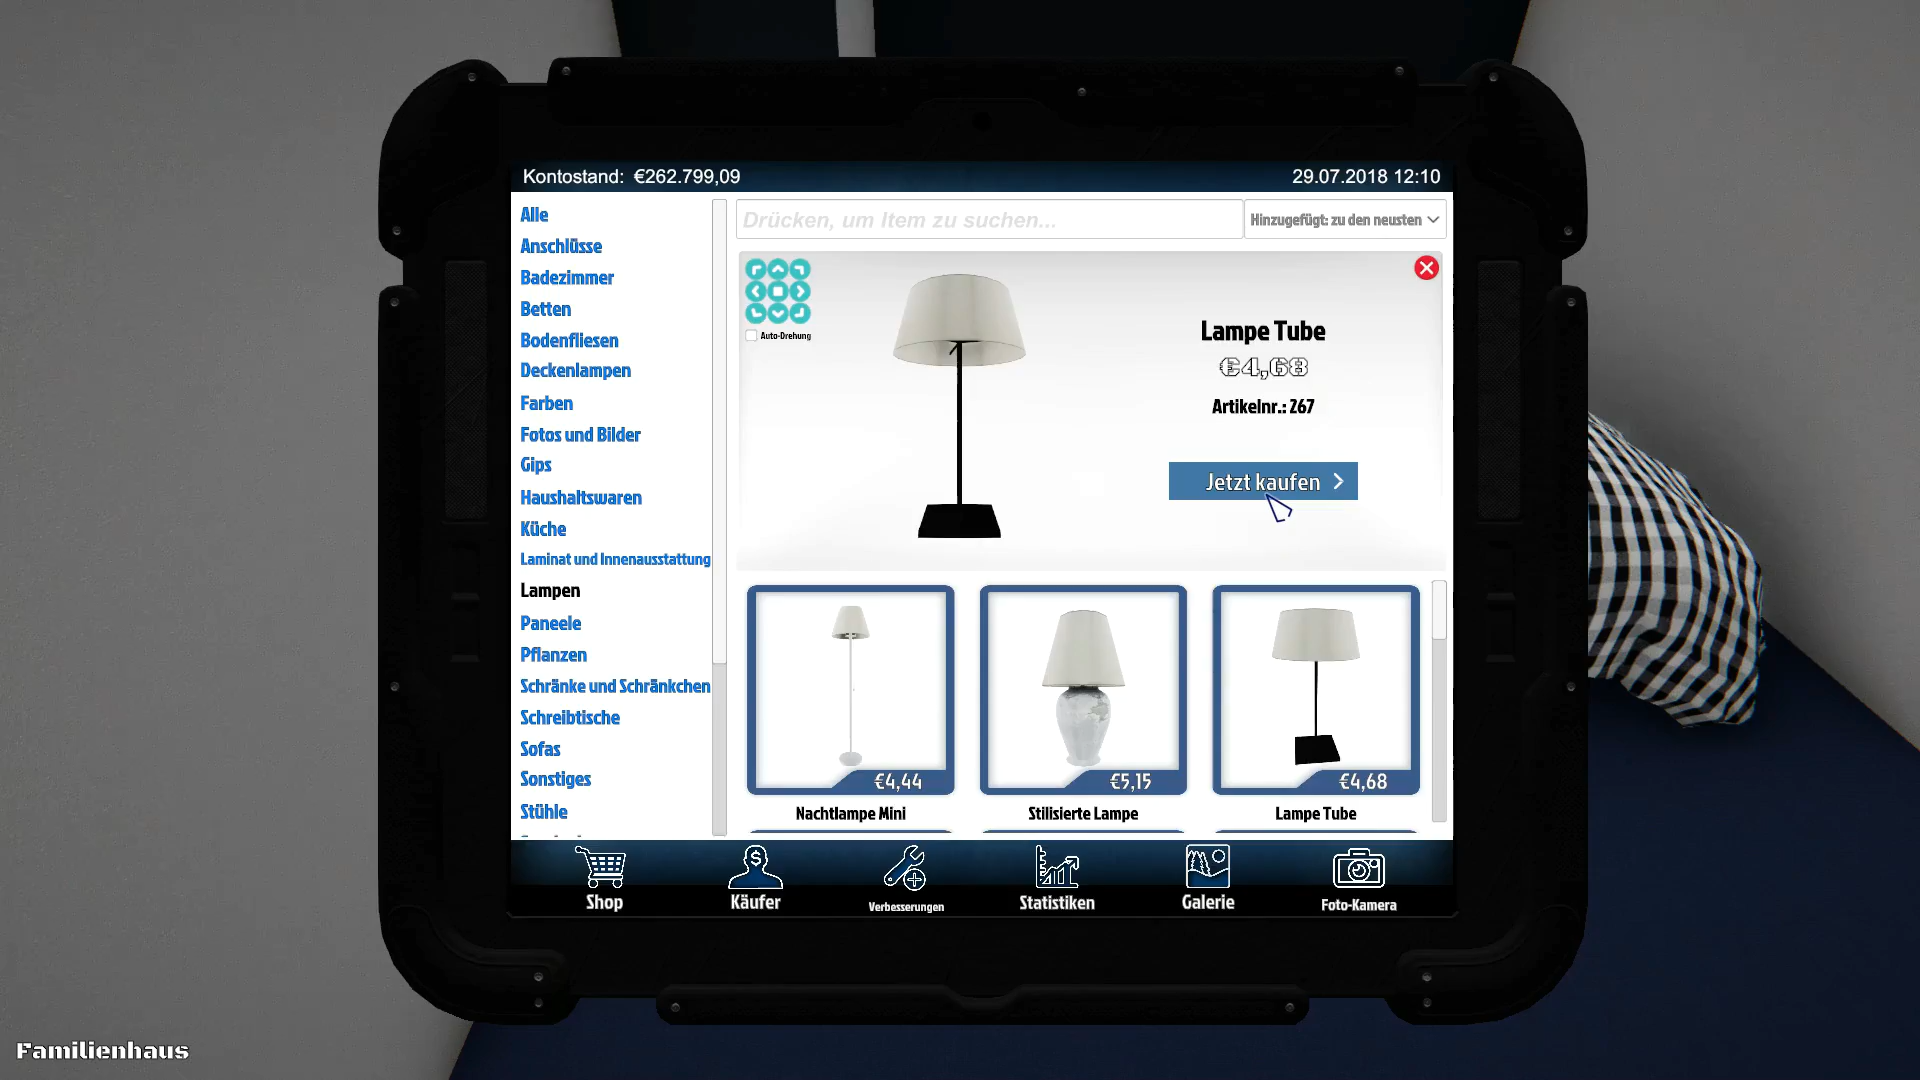 Kontostand: €262.799,09
29.07.2018 12:10
Alle
Anschlüsse
Badezimmer
Betten
Bodenfliesen
Deckenlampen
Farben
Fotos und Bilder
Gips
Haushaltswaren
Küche
Laminat und Innenausstattung
Lampen
Paneele
Pflanzen
Schränke und Schränkchen
Schreibtische
Sofas
Sonstiges
Stühle
Drücken, um Item zu suchen...
Hinzugefügt: zu den neusten
Auto-Drehung
Lampe Tube
€4,68
Artikelnr.: 267
Jetzt kaufen
€4,44
€5,15
€4,68
Nachtlampe Mini
Stilisierte Lampe
Lampe Tube
Shop
Käufer
Verbesserungen
Statistiken
Galerie
Foto-Kamera
Familienhaus